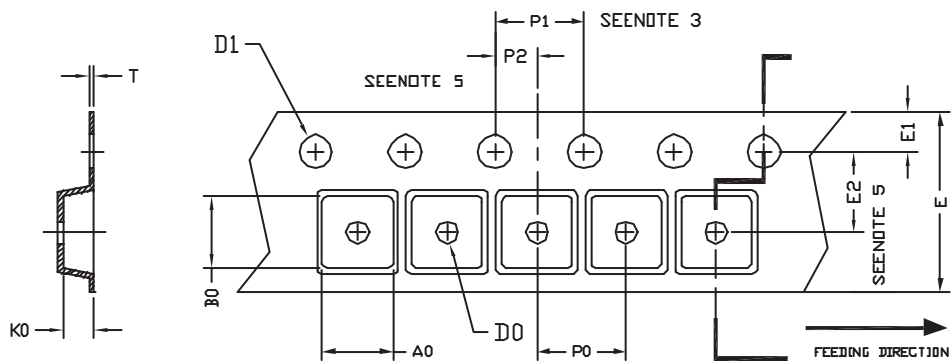 P1
SEENOTE 3
D1
P2
T
SEENOTE 5
E1
E2
E
SEENOTE 5
B0
K0
A0
D0
P0
FEEDING DIRECTION